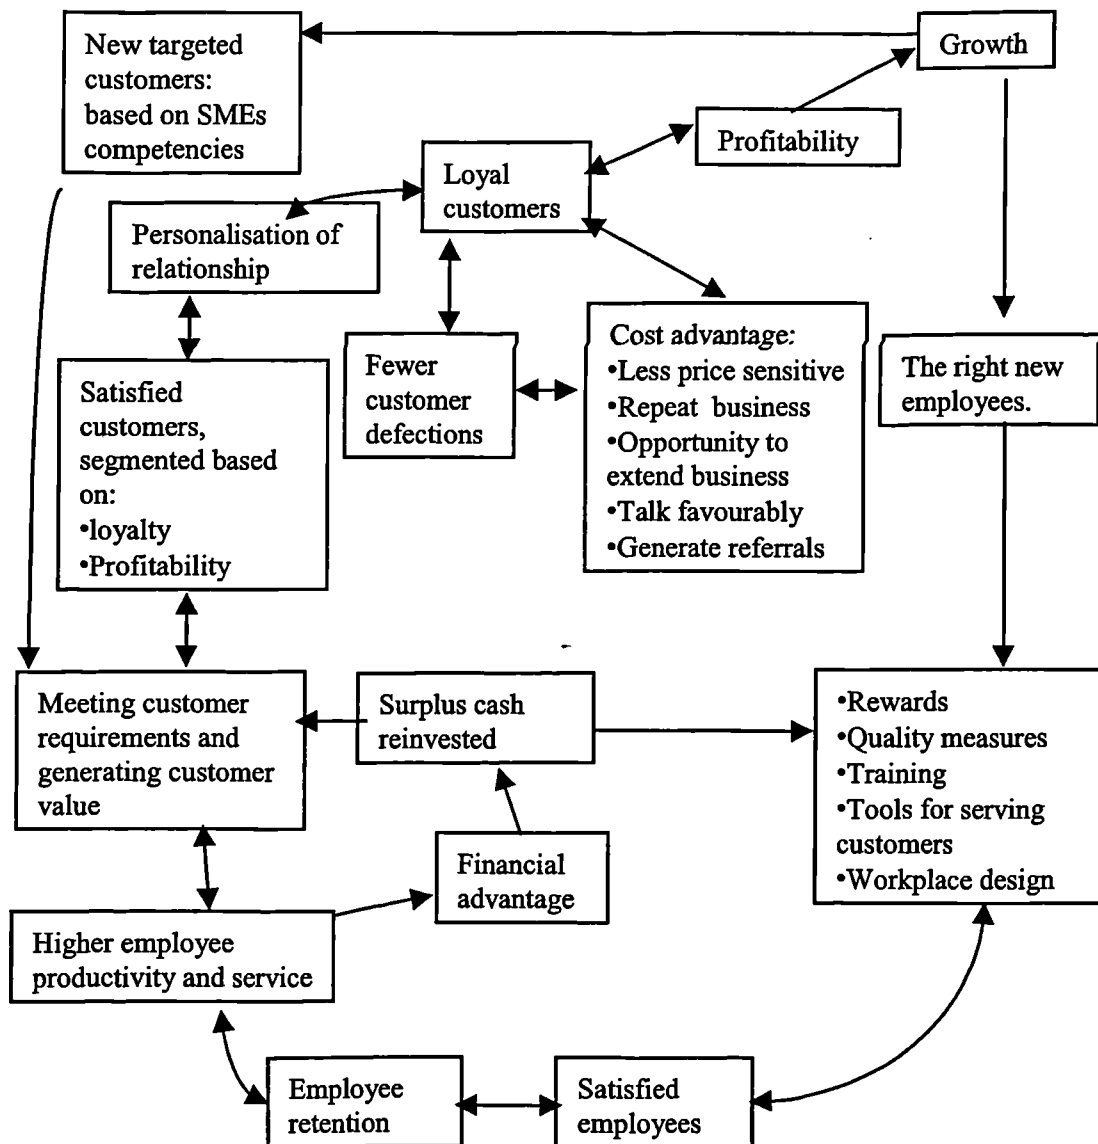 New targeted
customers:
based on SMEs
competencies
Growth
Profitability
Loyal
customers
Personalisation of
relationship
Fewer
customer
defections
Cost advantage:
•Less price sensitive
•Repeat business
•Opportunity to
extend business
•Talk favourably
•Generate referrals
The right new
employees.
Satisfied
customers,
segmented based
on:
•loyalty
•Profitability
Meeting customer
requirements and
generating customer
value
Surplus cash
reinvested
•Rewards
•Quality measures
•Training
•Tools for serving
customers
•Workplace design
Financial
advantage
Higher employee
productivity and service
Employee
retention
Satisfied
employees